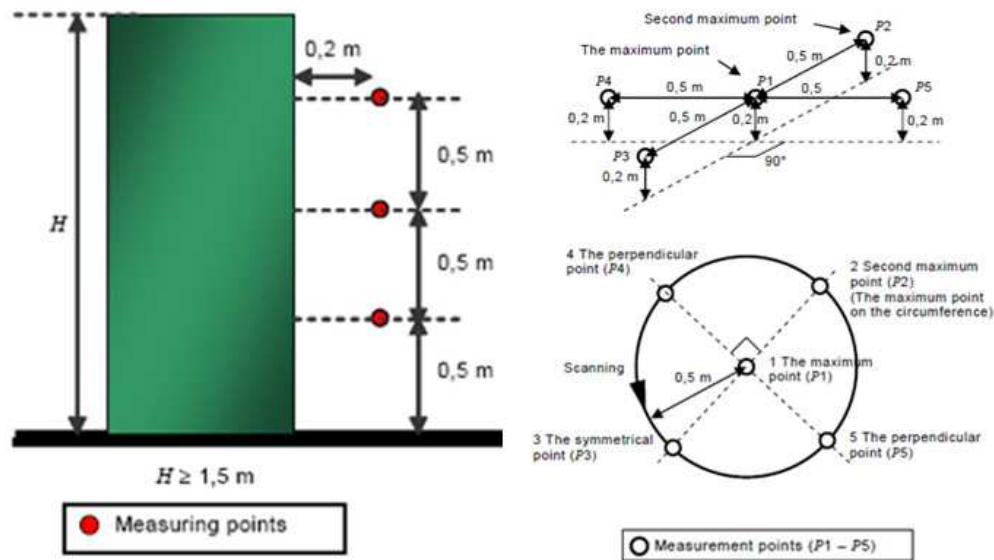 0,2 m
H
0,5 m
0,5 m
0,5 m
H ≥ 1,5 m
Measuring points
Second maximum
point
P2
The maximum
point
0,5 m
0,2 m
P4
0,5 m
P1
0,5
P5
0,2 m
0,5 m
0,2 m
0,2 m
P3
90°
0,2 m
4 The perpendicular
point (P4)
2 Second maximum
point (P2)
(The maximum point
on the circumference)
Scanning
0,5 m
1 The maximum
point (P1)
3 The symmetrical
point (P3)
5 The perpendicular
point (P5)
Measurement points (P1 – P5)